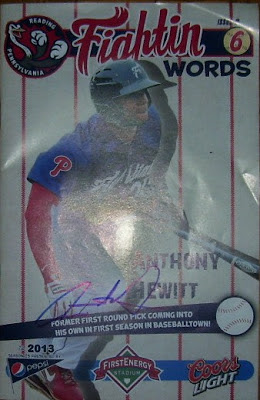 READING
PENNSYLVANIA
Fightin
ISSUE #
6
WORDS
P
ANTHONY
HEWITT
FORMER FIRST ROUND PICK COMING INTO
HIS OWN IN FIRST SEASON IN BASEBALLTOWN!
2013
pepsi
FIRSTENERGY
STADIUM
Coors
LIGHT